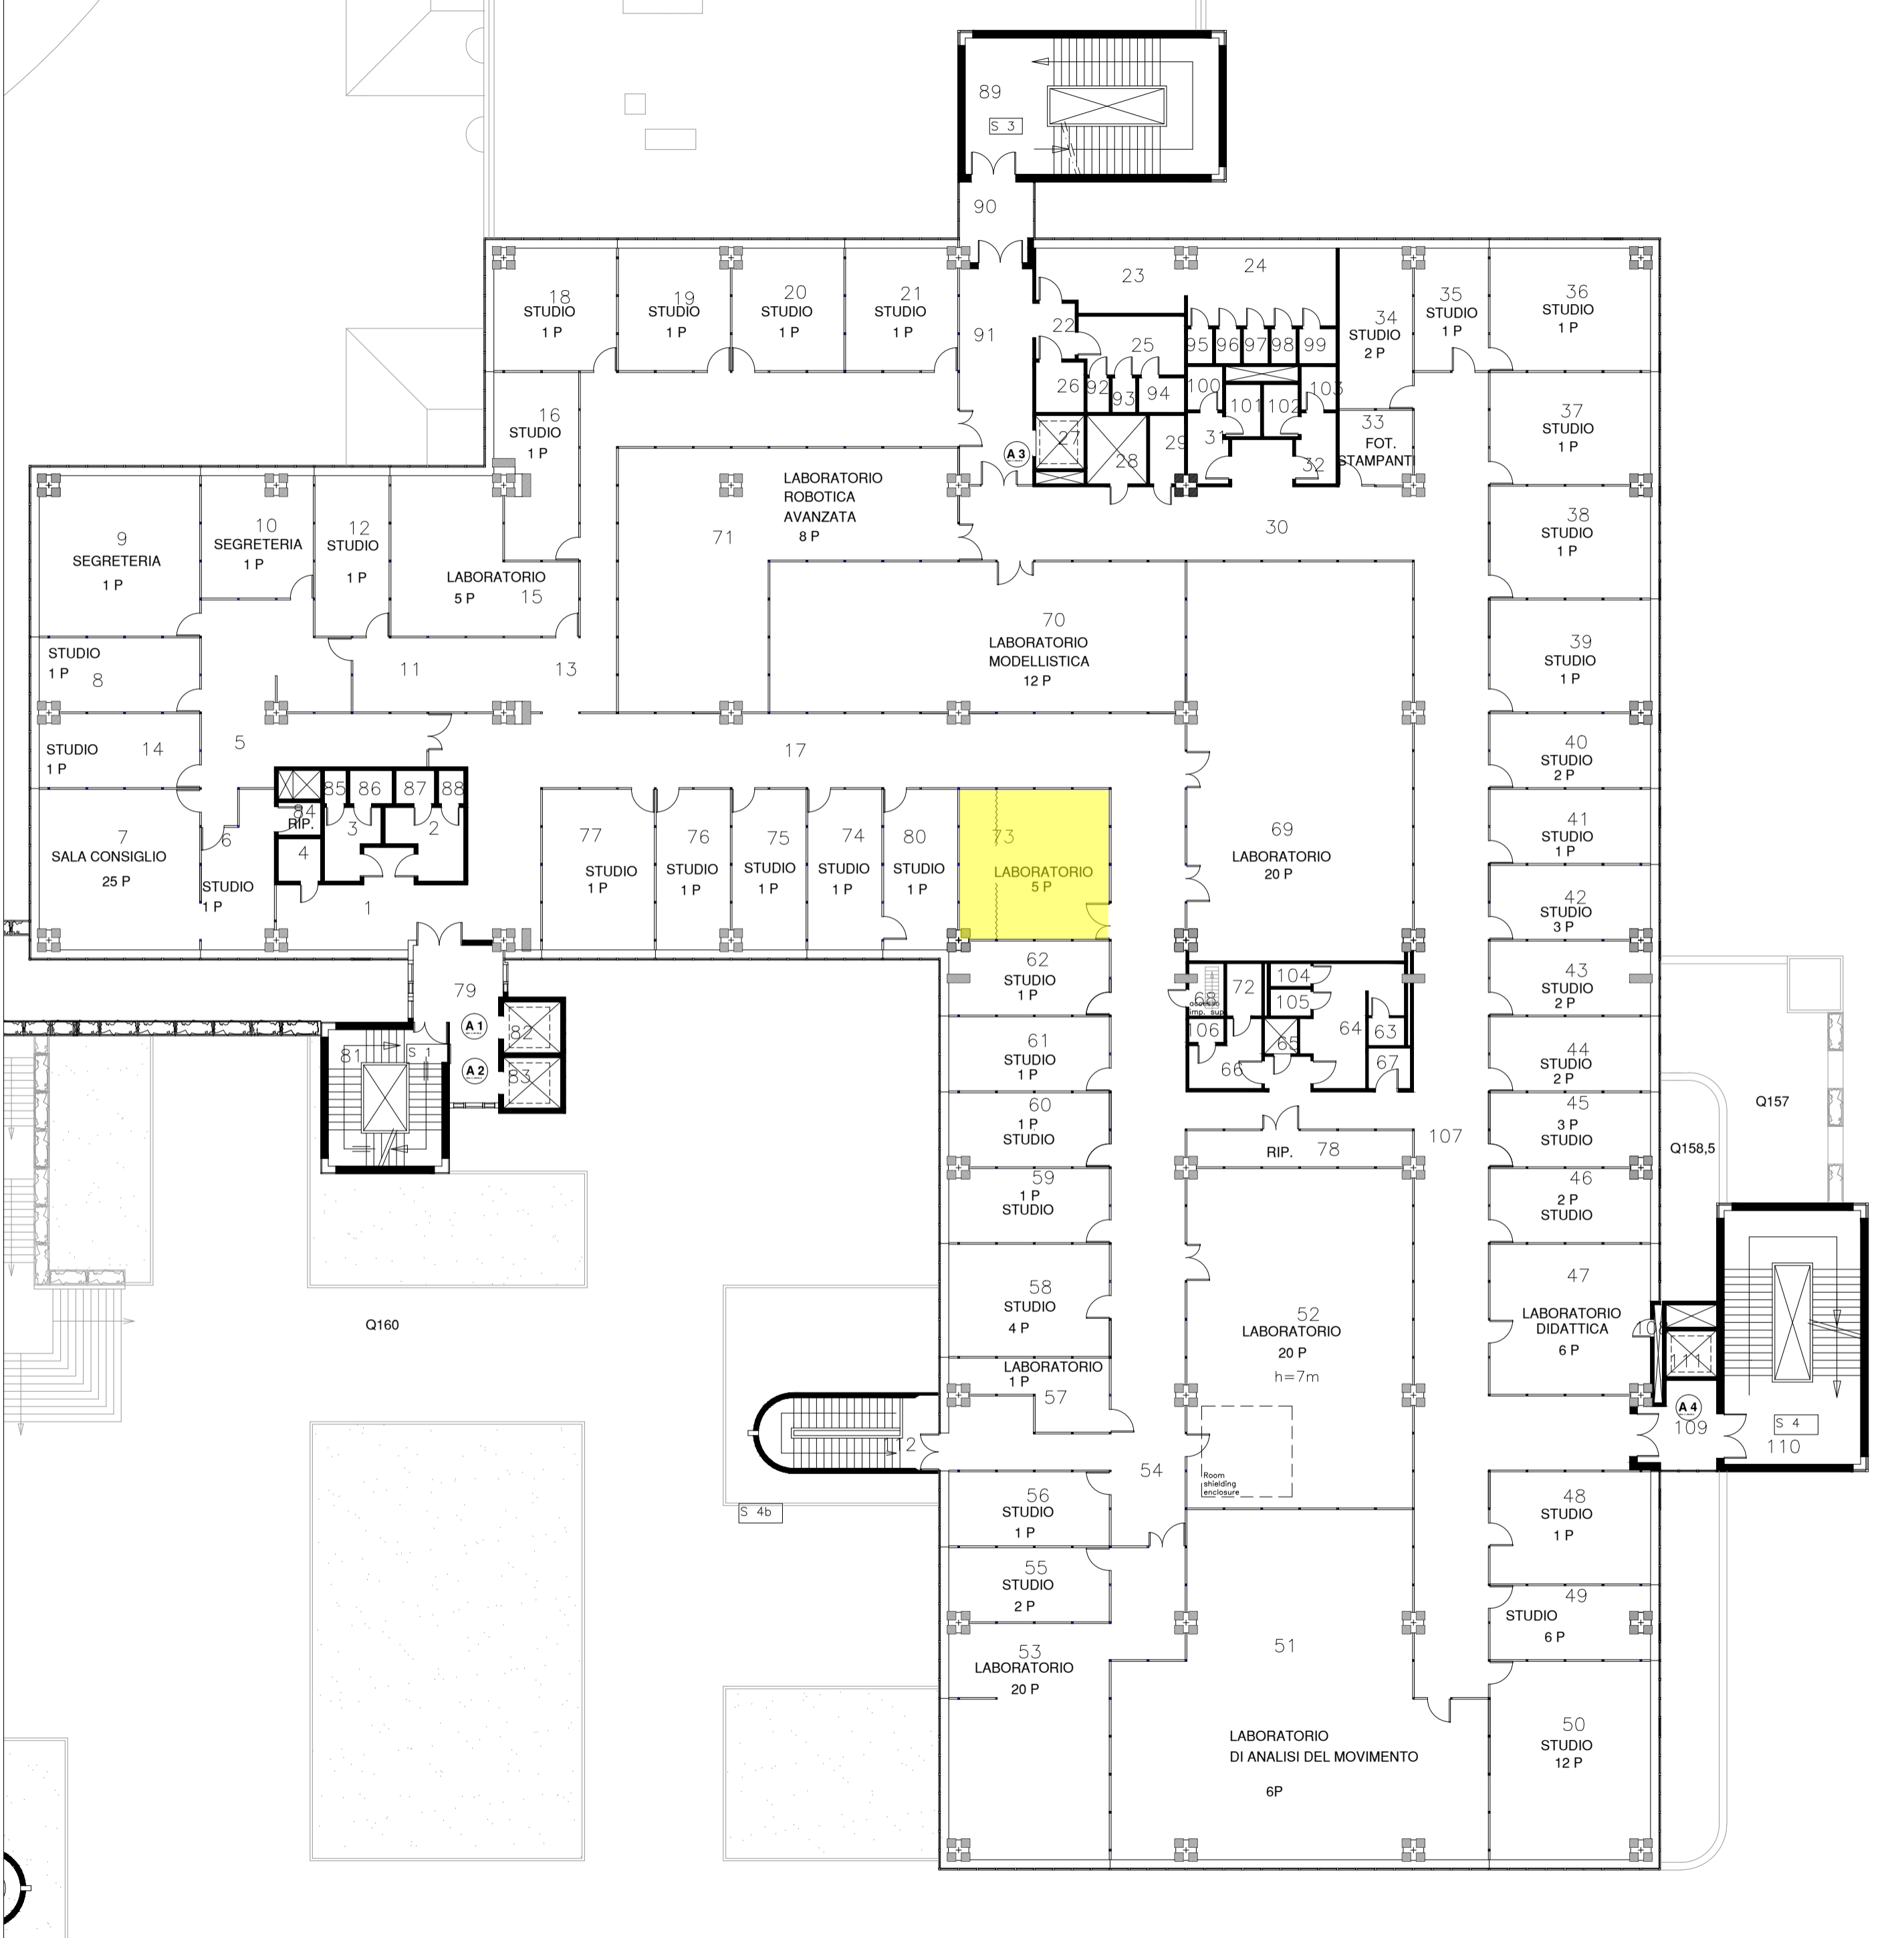 89
S 3
90
23
24
18
STUDIO
1 P
19
STUDIO
1 P
20
STUDIO
1 P
21
STUDIO
1 P
91
22
25
95
96
97
98
99
34
STUDIO
2 P
35
STUDIO
1 P
36
STUDIO
1 P
26
92
93
94
100
101
102
103
16
STUDIO
1 P
A 3
27
28
29
31
32
33
FOT.
STAMPANTI
37
STUDIO
1 P
9
SEGRETERIA
1 P
10
SEGRETERIA
1 P
12
STUDIO
1 P
LABORATORIO
5 P
15
71
LABORATORIO
ROBOTICA
AVANZATA
8 P
30
38
STUDIO
1 P
STUDIO
1 P
8
11
13
70
LABORATORIO
MODELLISTICA
12 P
39
STUDIO
1 P
STUDIO
1 P
14
5
17
40
STUDIO
2 P
85
86
87
88
84
RIP.
3
2
4
7
SALA CONSIGLIO
25 P
6
STUDIO
1 P
1
77
STUDIO
1 P
76
STUDIO
1 P
75
STUDIO
1 P
74
STUDIO
1 P
80
STUDIO
1 P
73
LABORATORIO
5 P
69
LABORATORIO
20 P
41
STUDIO
1 P
42
STUDIO
3 P
79
A 1
82
81
S 1
A 2
83
62
STUDIO
1 P
68
imp. sup
72
104
105
106
65
64
63
66
67
43
STUDIO
2 P
61
STUDIO
1 P
44
STUDIO
2 P
60
1 P
STUDIO
RIP.
78
107
45
3 P
STUDIO
Q157
Q158,5
59
1 P
STUDIO
46
2 P
STUDIO
Q160
58
STUDIO
4 P
52
LABORATORIO
20 P
h=7m
47
LABORATORIO
DIDATTICA
6 P
111
LABORATORIO
1 P
57
A 4
109
S 4
110
12
54
Room
shielding
enclosure
S 4b
56
STUDIO
1 P
48
STUDIO
1 P
55
STUDIO
2 P
49
STUDIO
6 P
53
LABORATORIO
20 P
51
LABORATORIO
DI ANALISI DEL MOVIMENTO
6P
50
STUDIO
12 P